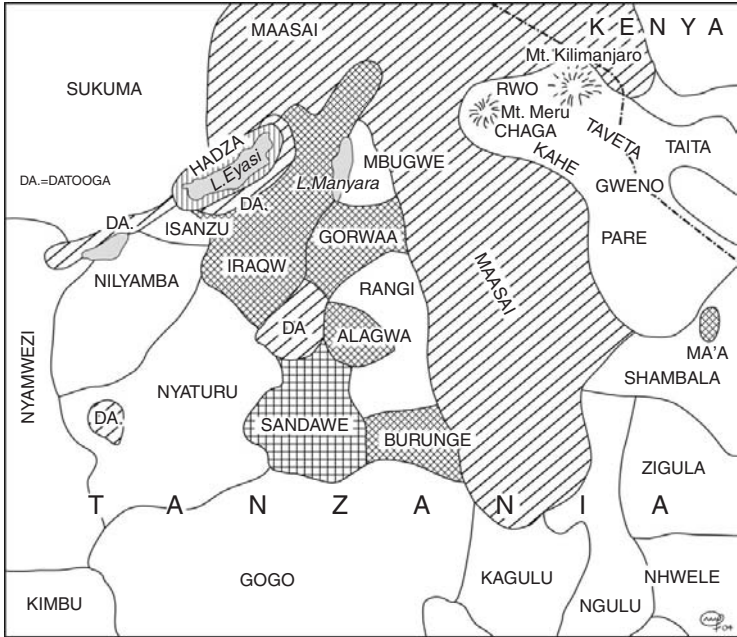 MAASAI
KENYA
Mt. Kilimanjaro
SUKUMA
RWO
Mt. Meru
CHAGA
TAVETA
TAITA
HADZA
L.Eyasi
MBUGWE
KAHE
DA.=DATOOGA
L.Manyara
GWENO
DA.
DA.
ISANZU
GORWAA
PARE
IRAQW
NILYAMBA
RANGI
MAASAI
DA
ALAGWA
MA'A
NYAMWEZI
SHAMBALA
NYATURU
DA.
SANDAWE
BURUNGE
ZIGULA
TANZANIA
GOGO
KAGULU
NHWELE
KIMBU
NGULU